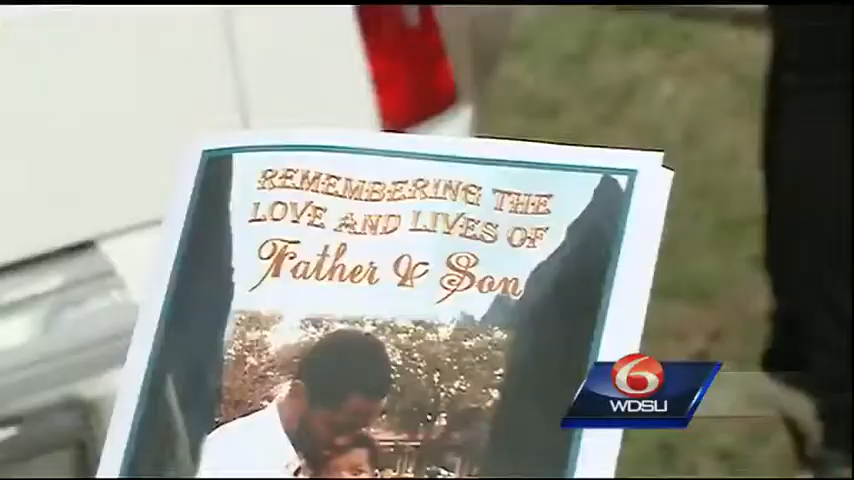 REMEMBERING THE
LOVE AND LIVES OF
Father & Son
6
WDSU